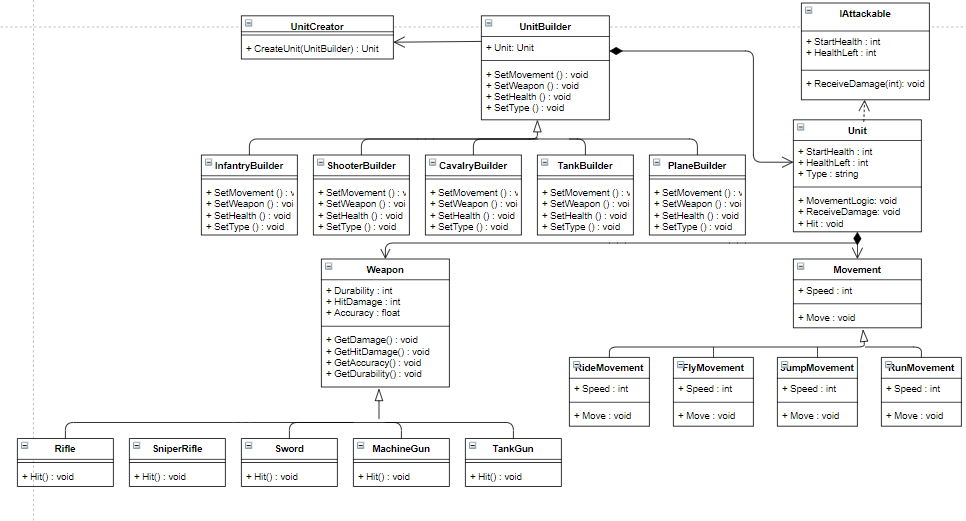 UnitCreator
+ CreateUnit(UnitBuilder) : Unit
UnitBuilder
+ Unit: Unit
+ SetMovement () : void
+ SetWeapon () : void
+ SetHealth () : void
+ SetType () : void
IAttackable
+ StartHealth : int
+ HealthLeft : int
+ ReceiveDamage(int): void
Unit
+ StartHealth : int
+ HealthLeft : int
+ Type : string
+ MovementLogic: void
+ ReceiveDamage: void
+ Hit : void
InfantryBuilder
+ SetMovement () : v
+ SetWeapon () : voi
+ SetHealth () : void
+ SetType () : void
ShooterBuilder
+ SetMovement () : v
+ SetWeapon () : voi
+ SetHealth () : void
+ SetType () : void
CavalryBuilder
+ SetMovement () : v
+ SetWeapon () : voi
+ SetHealth () : void
+ SetType () : void
TankBuilder
+ SetMovement () : v
+ SetWeapon () : voi
+ SetHealth () : void
+ SetType () : void
PlaneBuilder
+ SetMovement () : v
+ SetWeapon () : voi
+ SetHealth () : void
+ SetType () : void
Weapon
+ Durability : int
+ HitDamage : int
+ Accuracy : float
+ GetDamage() : void
+ GetHitDamage() : void
+ GetAccuracy() : void
+ GetDurability() : void
Movement
+ Speed : int
+ Move : void
RideMovement
+ Speed : int
+ Move : void
FlyMovement
+ Speed : int
+ Move : void
JumpMovement
+ Speed : int
+ Move : void
RunMovement
+ Speed : int
+ Move : void
Rifle
+ Hit() : void
SniperRifle
+ Hit() : void
Sword
+ Hit() : void
MachineGun
+ Hit() : void
TankGun
+ Hit() : void